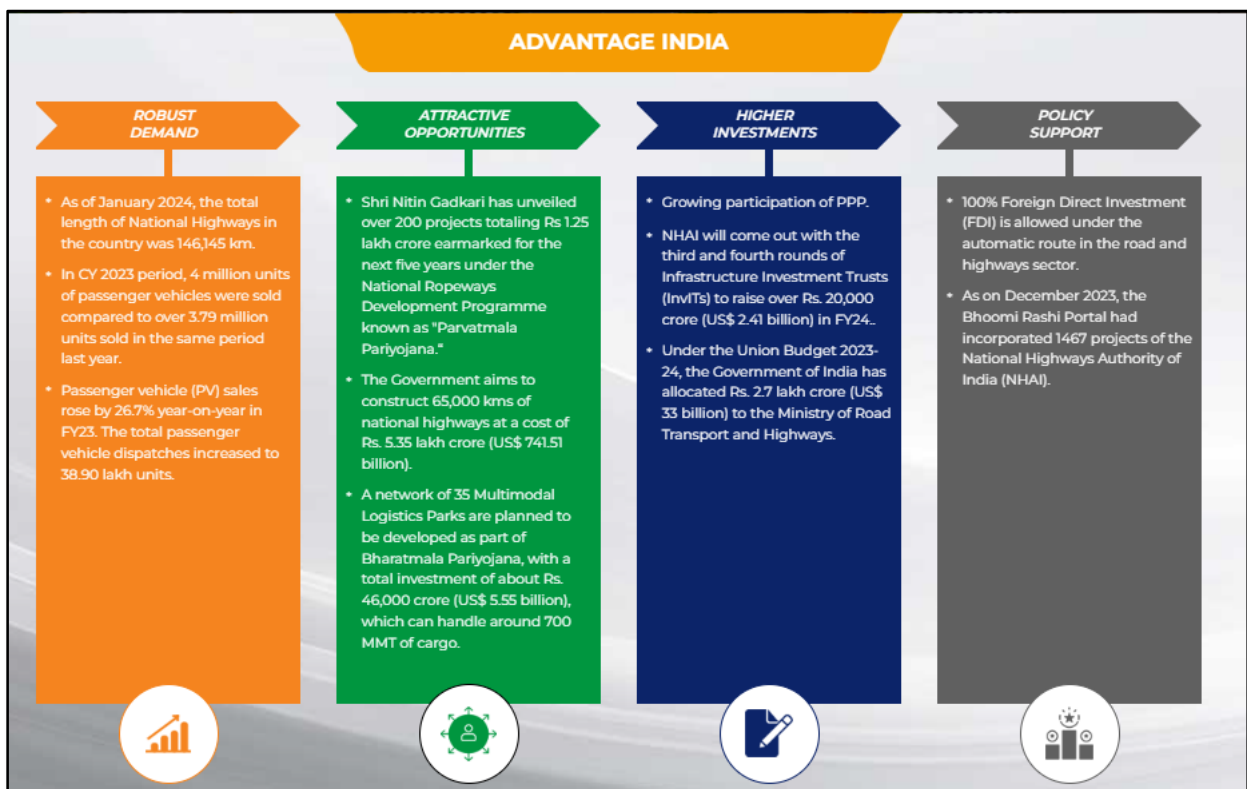 ADVANTAGE INDIA
ROBUST
DEMAND
* As of January 2024, the total
length of National Highways in
the country was 146,145 km.
* In CY 2023 period, 4 million units
of passenger vehicles were sold
compared to over 3.79 million
units sold in the same period
last year.
* Passenger vehicle (PV) sales
rose by 26.7% year-on-year in
FY23. The total passenger
vehicle dispatches increased to
38.90 lakh units.
ATTRACTIVE
OPPORTUNITIES
* Shri Nitin Gadkari has unveiled
over 200 projects totaling Rs 1.25
lakh crore earmarked for the
next five years under the
National Ropeways
Development Programme
known as "Parvatmala
Pariyojana."
* The Government aims to
construct 65,000 kms of
national highways at a cost of
Rs. 5.35 lakh crore (US$ 741.51
billion).
* A network of 35 Multimodal
Logistics Parks are planned to
be developed as part of
Bharatmala Pariyojana, with a
total investment of about Rs.
46,000 crore (US$ 5.55 billion),
which can handle around 700
MMT of cargo.
HIGHER
INVESTMENTS
* Growing participation of PPP.
* NHAI will come out with the
third and fourth rounds of
Infrastructure Investment Trusts
(InvITs) to raise over Rs. 20,000
crore (US$ 2.41 billion) in FY24..
* Under the Union Budget 2023-
24, the Government of India has
allocated Rs. 2.7 lakh crore (US$
33 billion) to the Ministry of Road
Transport and Highways.
POLICY
SUPPORT
* 100% Foreign Direct Investment
(FDI) is allowed under the
automatic route in the road and
highways sector.
* As on December 2023, the
Bhoomi Rashi Portal had
incorporated 1467 projects of the
National Highways Authority of
India (NHAI).